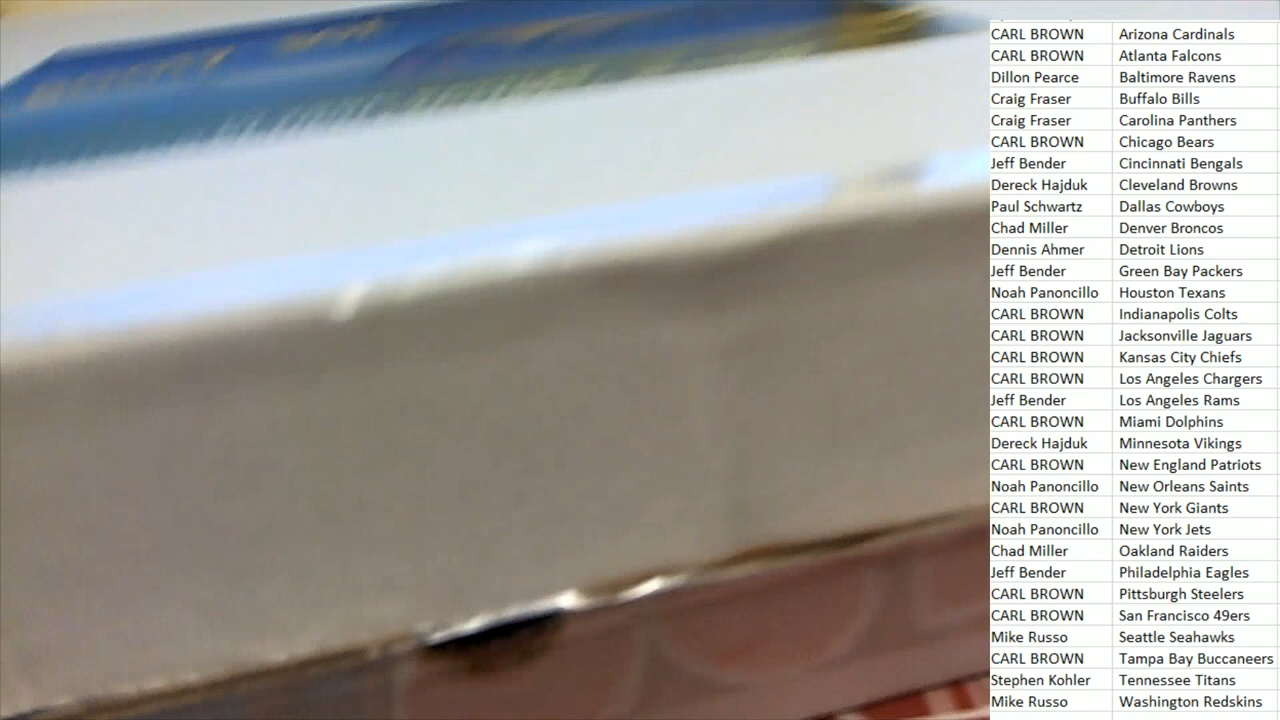 CARL BROWN Arizona Cardinals
CARL BROWN Atlanta Falcons
Dillon Pearce Baltimore Ravens
Craig Fraser Buffalo Bills
Craig Fraser Carolina Panthers
CARL BROWN Chicago Bears
Jeff Bender Cincinnati Bengals
Dereck Hajduk Cleveland Browns
Paul Schwartz Dallas Cowboys
Chad Miller Denver Broncos
Dennis Ahmer Detroit Lions
Jeff Bender Green Bay Packers
Noah Panoncillo Houston Texans
CARL BROWN Indianapolis Colts
CARL BROWN Jacksonville Jaguars
CARL BROWN Kansas City Chiefs
CARL BROWN Los Angeles Chargers
Jeff Bender Los Angeles Rams
CARL BROWN Miami Dolphins
Dereck Hajduk Minnesota Vikings
CARL BROWN New England Patriots
Noah Panoncillo New Orleans Saints
CARL BROWN New York Giants
Noah Panoncillo New York Jets
Chad Miller Oakland Raiders
Jeff Bender Philadelphia Eagles
CARL BROWN Pittsburgh Steelers
CARL BROWN San Francisco 49ers
Mike Russo Seattle Seahawks
CARL BROWN Tampa Bay Buccaneers
Stephen Kohler Tennessee Titans
Mike Russo Washington Redskins